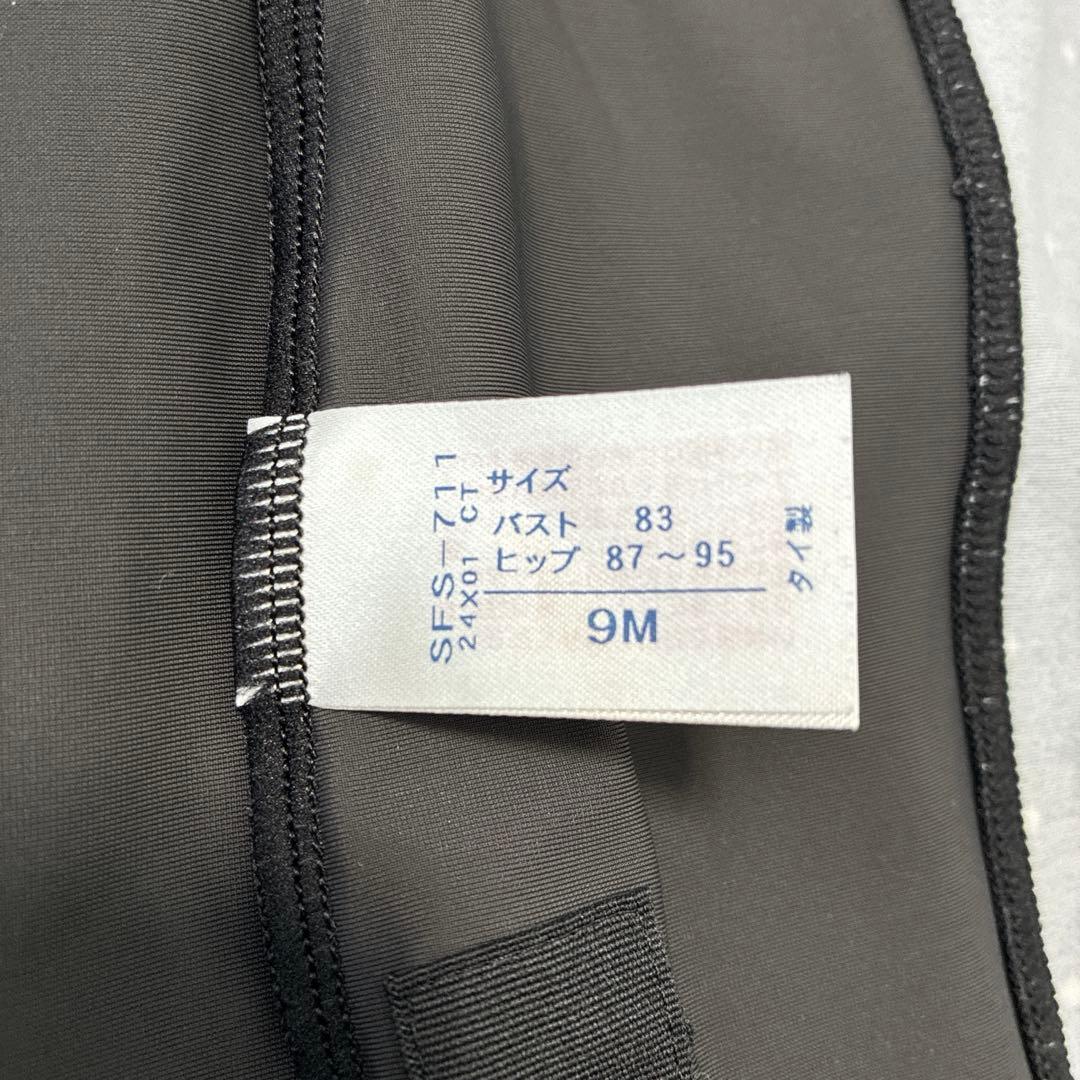 サイズ
バスト 83
ヒップ 87～95
9M
SFS-711
24X01 CT
タイ製